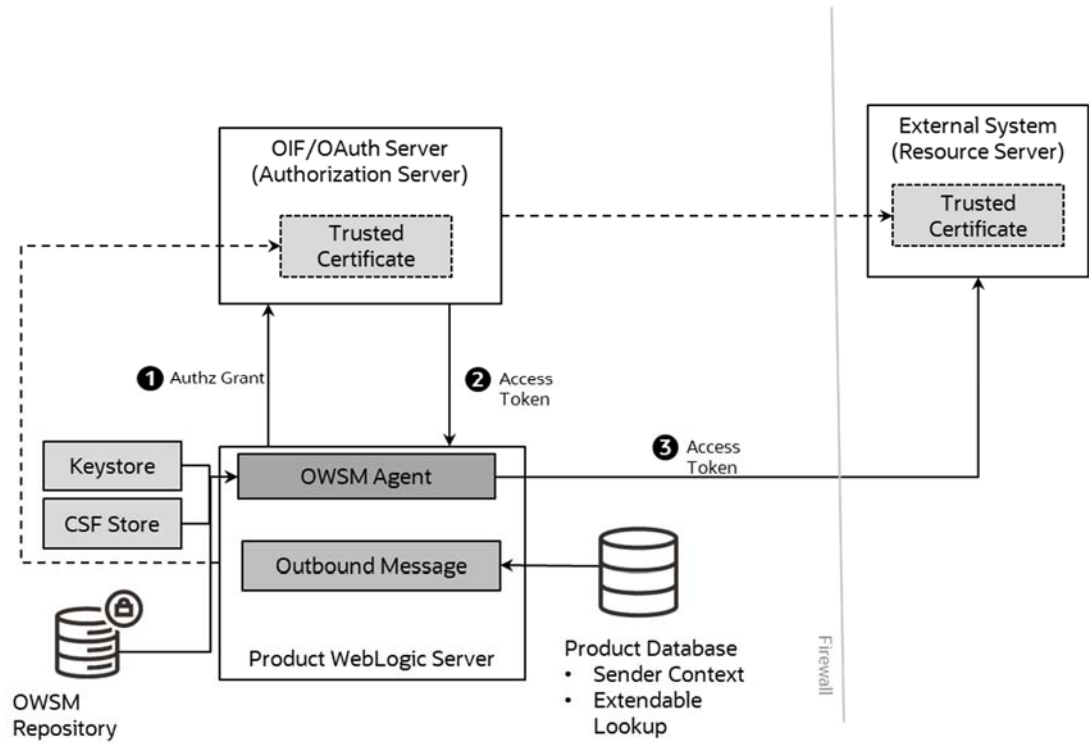 OIF/OAuth Server
(Authorization Server)
Trusted
Certificate
External System
(Resource Server)
Trusted
Certificate
1 Authz Grant
2 Access
Token
3 Access
Token
Keystore
CSF Store
OWSM Agent
Outbound Message
Product WebLogic Server
OWSM
Repository
Product Database
• Sender Context
• Extendable
Lookup
Firewall